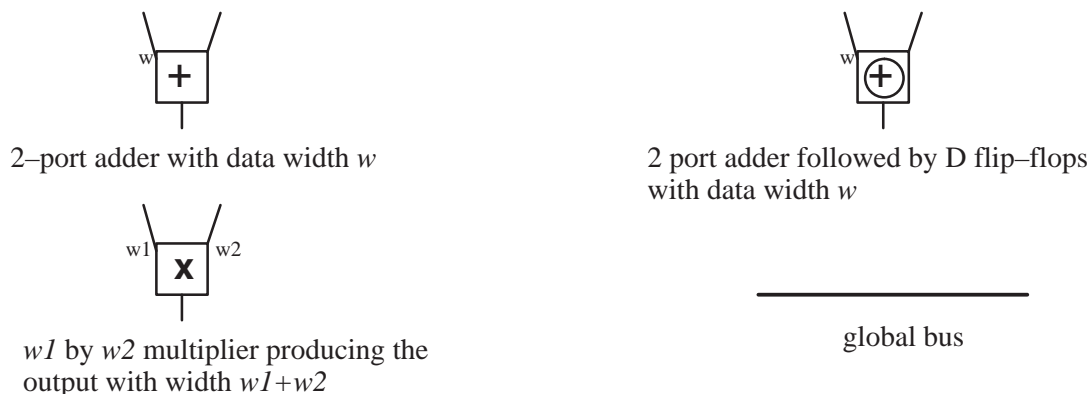 w
+
2–port adder with data width w
w
+
2 port adder followed by D flip–flops
with data width w
w1
w2
x
w1 by w2 multiplier producing the
output with width w1+w2
global bus